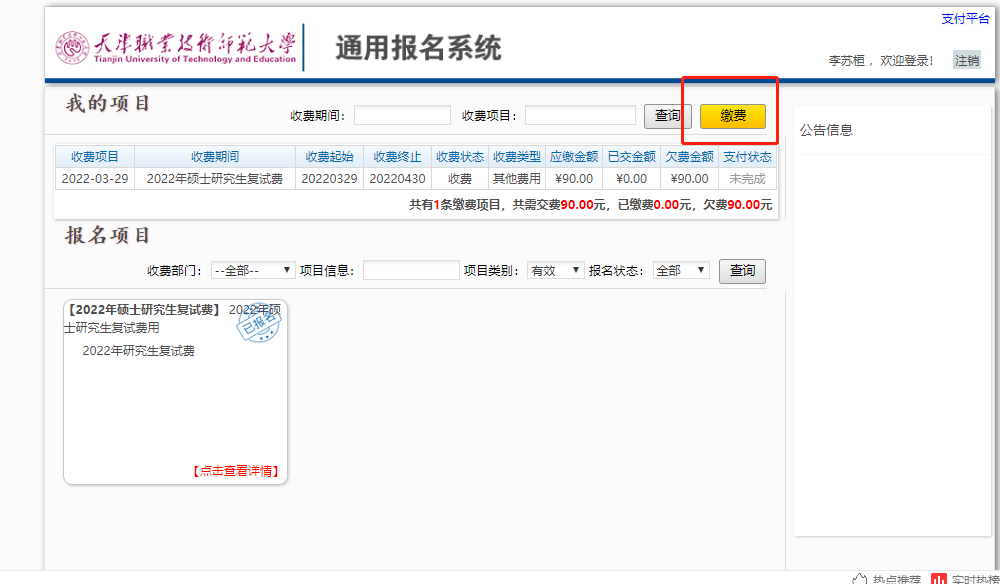 支付平台
天津職業技術師範大學
Tianjin University of Technology and Education
通用报名系统
李苏桓 ，欢迎登录！ 注销
我的项目
收费期间： 收费项目： 查询 缴费
收费项目 收费期间 收费起始 收费终止 收费状态 收费类型 应缴金额 已交金额 欠费金额 支付状态
2022-03-29 2022年硕士研究生复试费 20220329 20220430 收费 其他费用 ¥90.00 ¥0.00 ¥90.00 未完成
共有1条缴费项目，共需交费90.00元，已缴费0.00元，欠费90.00元
报名项目
收费部门： --全部-- 项目信息： 项目类别： 有效 报名状态： 全部 查询
【2022年硕士研究生复试费】 2022年硕
士研究生复试费用
已报名
2022年研究生复试费
【点击查看详情】
公告信息
热点推荐 实时热榜